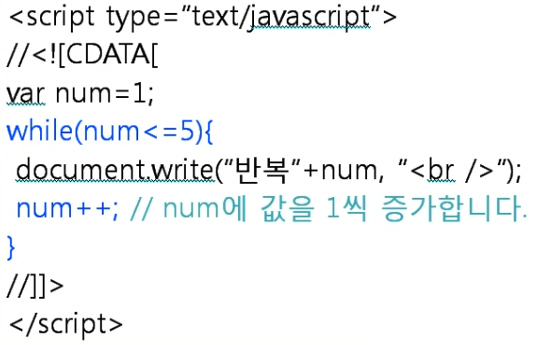 <script type="text/javascript">
//<![CDATA[
var num=1;
while(num<=5){
document.write("반복"+num, "<br />");
num++; // num에 값을 1씩 증가합니다.
}
//]]>
</script>